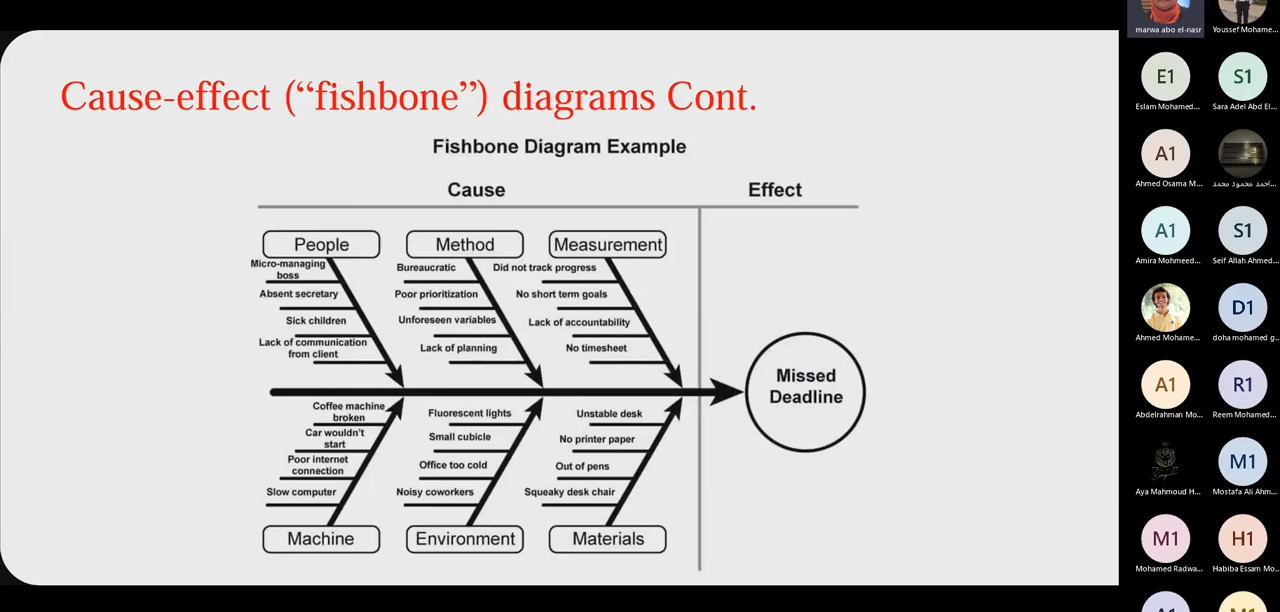 Cause-effect (“fishbone”) diagrams Cont.
Fishbone Diagram Example
Cause
Effect
People
Method
Measurement
Micro-managing
boss
Absent secretary
Sick children
Lack of communication
from client
Bureaucratic
Poor prioritization
Unforeseen variables
Lack of planning
Did not track progress
No short term goals
Lack of accountability
No timesheet
Missed
Deadline
Coffee machine
broken
Car wouldn't
start
Poor internet
connection
Slow computer
Fluorescent lights
Small cubicle
Office too cold
Noisy coworkers
Unstable desk
No printer paper
Out of pens
Squeaky desk chair
Machine
Environment
Materials
marwa abo el-nasr
Youssef Mohame...
E1
Eslam Mohamed...
S1
Sara Adel Abd El...
A1
Ahmed Osama M...
احمد محمود محمد...
A1
Amira Mohmeed...
S1
Seif Allah Ahmed...
Ahmed Mohame...
D1
doha mohamed g...
A1
Abdelrahman Mo...
R1
Reem Mohamed...
Aya Mahmoud H...
M1
Mostafa Ali Ahm...
M1
Mohamed Radwa...
H1
Habiba Essam Mo...